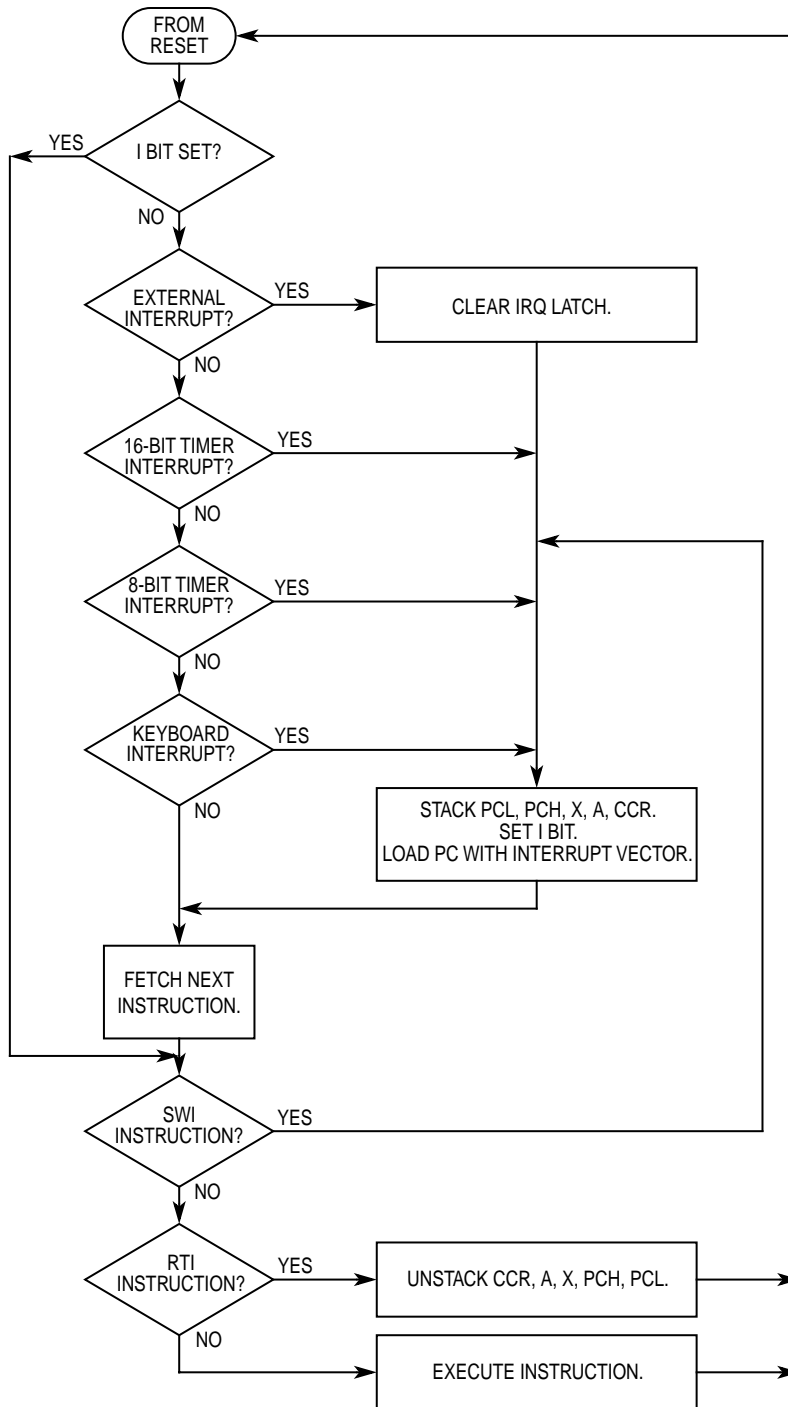 FROM
RESET
YES
I BIT SET?
NO
EXTERNAL
INTERRUPT?
YES
CLEAR IRQ LATCH.
NO
16-BIT TIMER
INTERRUPT?
YES
NO
8-BIT TIMER
INTERRUPT?
YES
NO
KEYBOARD
INTERRUPT?
YES
NO
STACK PCL, PCH, X, A, CCR.
SET I BIT.
LOAD PC WITH INTERRUPT VECTOR.
FETCH NEXT
INSTRUCTION.
SWI
INSTRUCTION?
YES
NO
RTI
INSTRUCTION?
YES
UNSTACK CCR, A, X, PCH, PCL.
NO
EXECUTE INSTRUCTION.